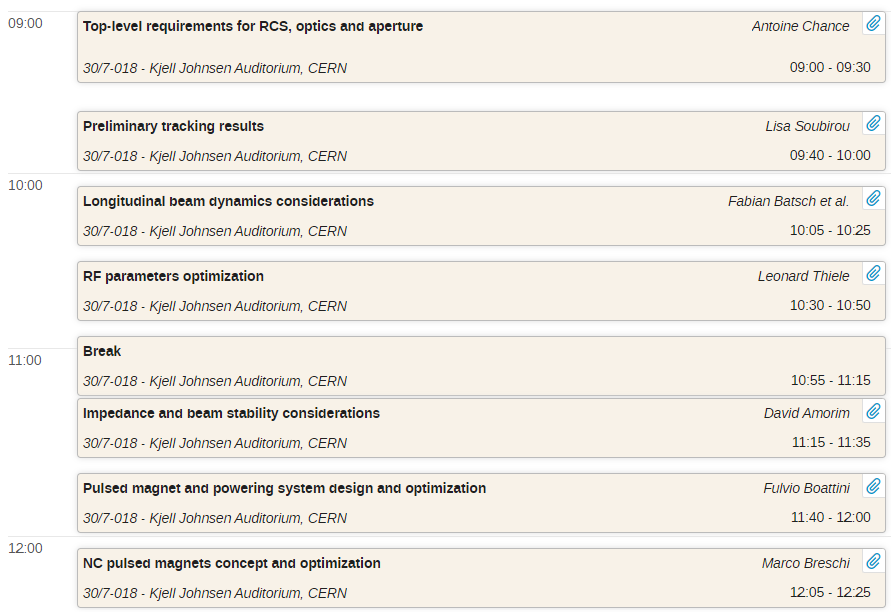 09:00
Top-level requirements for RCS, optics and aperture Antoine Chance
30/7-018 - Kjell Johnsen Auditorium, CERN 09:00 - 09:30
Preliminary tracking results Lisa Soubirou
30/7-018 - Kjell Johnsen Auditorium, CERN 09:40 - 10:00
10:00
Longitudinal beam dynamics considerations Fabian Batsch et al.
30/7-018 - Kjell Johnsen Auditorium, CERN 10:05 - 10:25
RF parameters optimization Leonard Thiele
30/7-018 - Kjell Johnsen Auditorium, CERN 10:30 - 10:50
Break
11:00
30/7-018 - Kjell Johnsen Auditorium, CERN 10:55 - 11:15
Impedance and beam stability considerations David Amorim
30/7-018 - Kjell Johnsen Auditorium, CERN 11:15 - 11:35
Pulsed magnet and powering system design and optimization Fulvio Boattini
30/7-018 - Kjell Johnsen Auditorium, CERN 11:40 - 12:00
12:00
NC pulsed magnets concept and optimization Marco Breschi
30/7-018 - Kjell Johnsen Auditorium, CERN 12:05 - 12:25